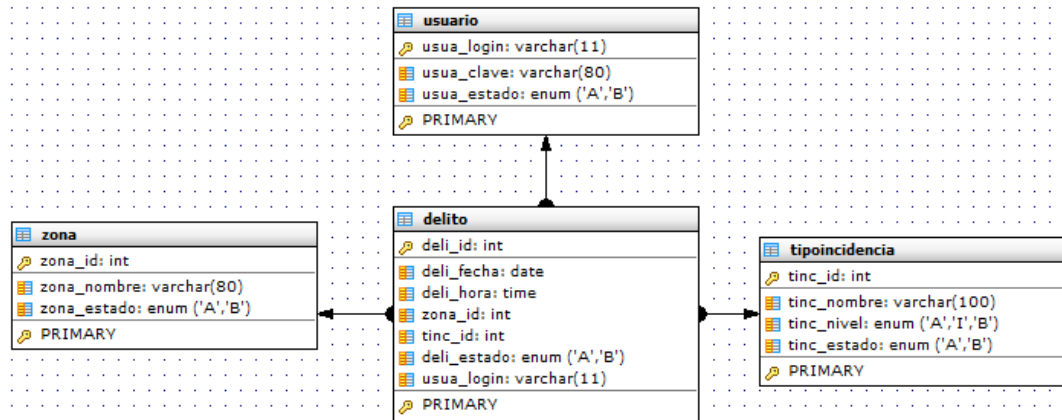 usuario
usua_login: varchar(11)
usua_clave: varchar(80)
usua_estado: enum ('A','B')
PRIMARY
zona
zona_id: int
zona_nombre: varchar(80)
zona_estado: enum ('A','B')
PRIMARY
delito
deli_id: int
deli_fecha: date
deli_hora: time
zona_id: int
tinc_id: int
deli_estado: enum ('A','B')
usua_login: varchar(11)
PRIMARY
tipoincidencia
tinc_id: int
tinc_nombre: varchar(100)
tinc_nivel: enum ('A','I','B')
tinc_estado: enum ('A','B')
PRIMARY